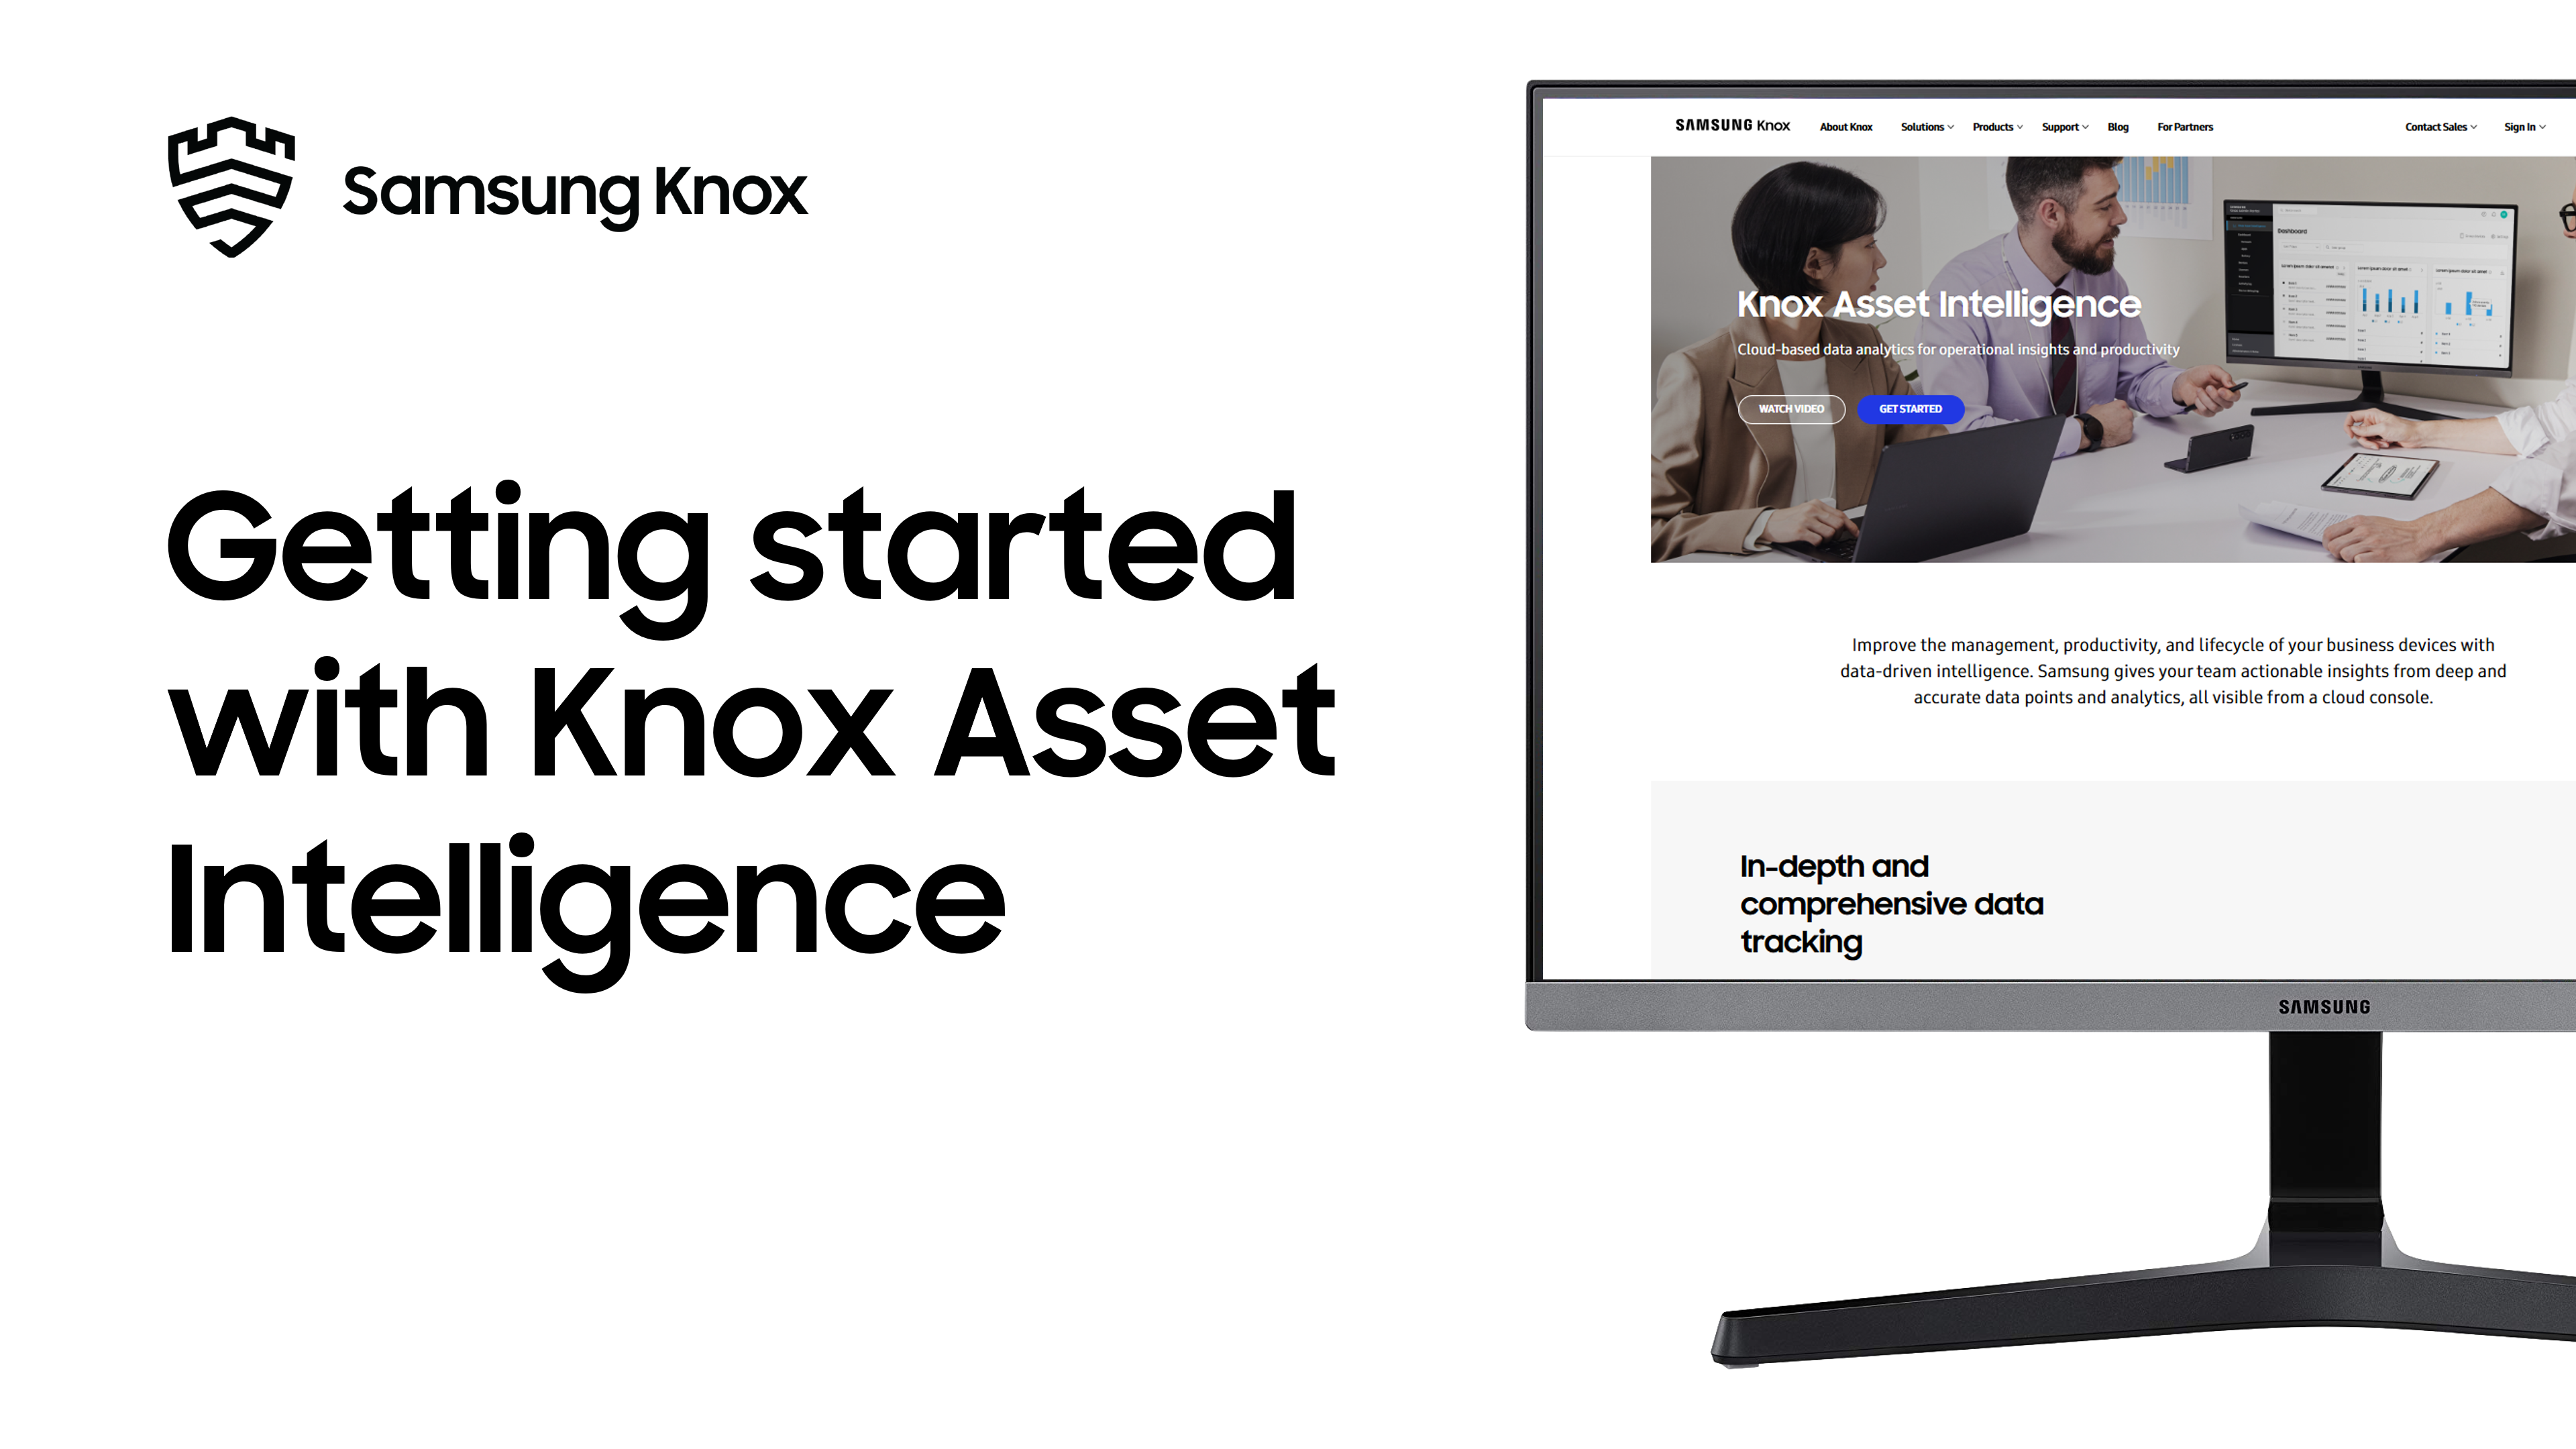 Samsung Knox
Getting started
with Knox Asset
Intelligence
SAMSUNG Knox
About Knox
Solutions
Products
Support
Blog
For Partners
Contact Sales
Sign In
Knox Asset Intelligence
Cloud-based data analytics for operational insights and productivity
WATCH VIDEO
GET STARTED
Dashboard
Improve the management, productivity, and lifecycle of your business devices with
data-driven intelligence. Samsung gives your team actionable insights from deep and
accurate data points and analytics, all visible from a cloud console.
In-depth and
comprehensive data
tracking
SAMSUNG